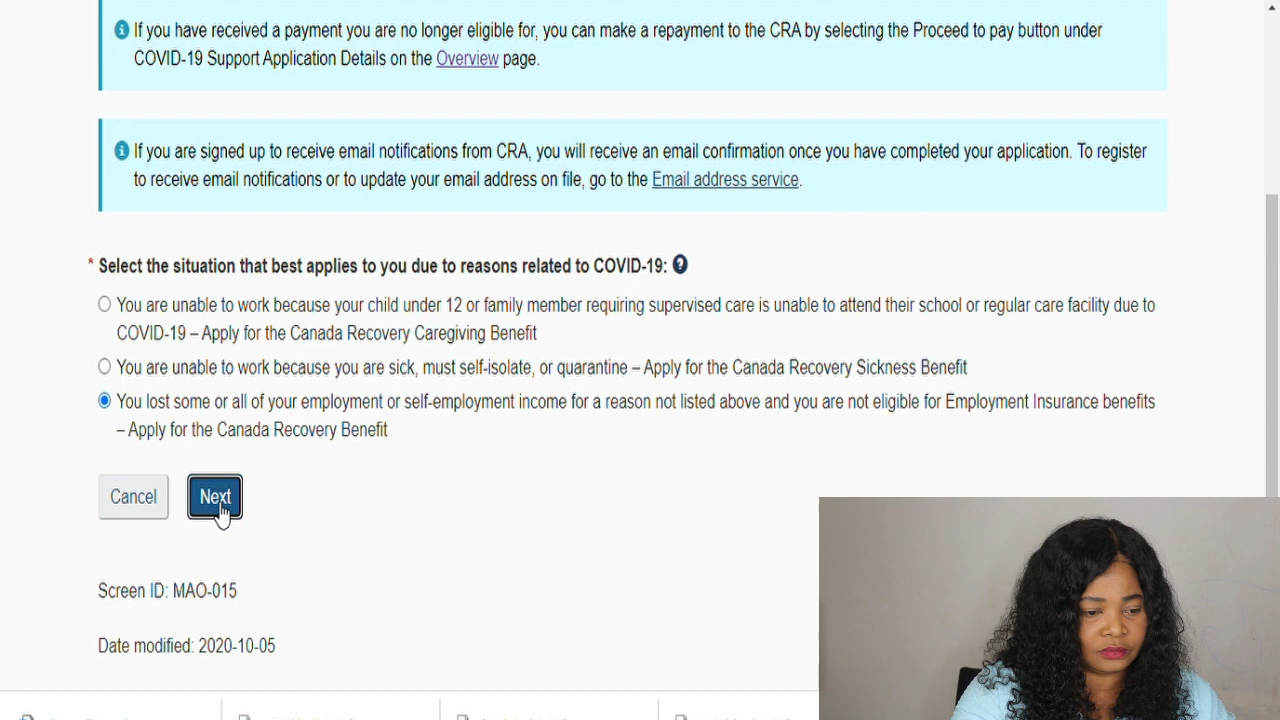 If you have received a payment you are no longer eligible for, you can make a repayment to the CRA by selecting the Proceed to pay button under
COVID-19 Support Application Details on the Overview page.
If you are signed up to receive email notifications from CRA, you will receive an email confirmation once you have completed your application. To register
to receive email notifications or to update your email address on file, go to the Email address service.
* Select the situation that best applies to you due to reasons related to COVID-19: ?
You are unable to work because your child under 12 or family member requiring supervised care is unable to attend their school or regular care facility due to
COVID-19 – Apply for the Canada Recovery Caregiving Benefit
You are unable to work because you are sick, must self-isolate, or quarantine – Apply for the Canada Recovery Sickness Benefit
You lost some or all of your employment or self-employment income for a reason not listed above and you are not eligible for Employment Insurance benefits
– Apply for the Canada Recovery Benefit
Cancel Next
Screen ID: MAO-015
Date modified: 2020-10-05